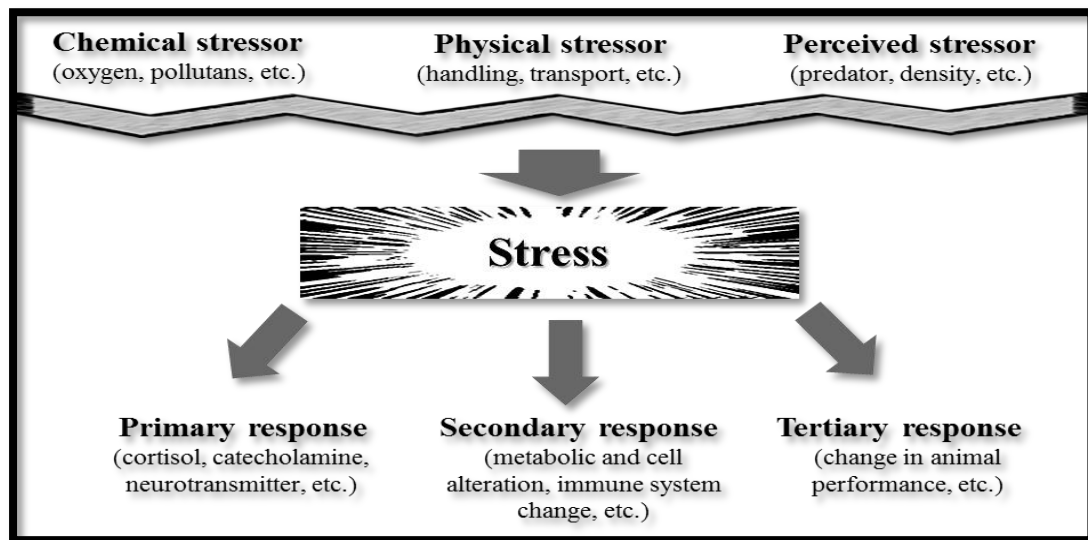 Chemical stressor
(oxygen, pollutans, etc.)
Physical stressor
(handling, transport, etc.)
Perceived stressor
(predator, density, etc.)
Stress
Primary response
(cortisol, catecholamine,
neurotransmitter, etc.)
Secondary response
(metabolic and cell
alteration, immune system
change, etc.)
Tertiary response
(change in animal
performance, etc.)